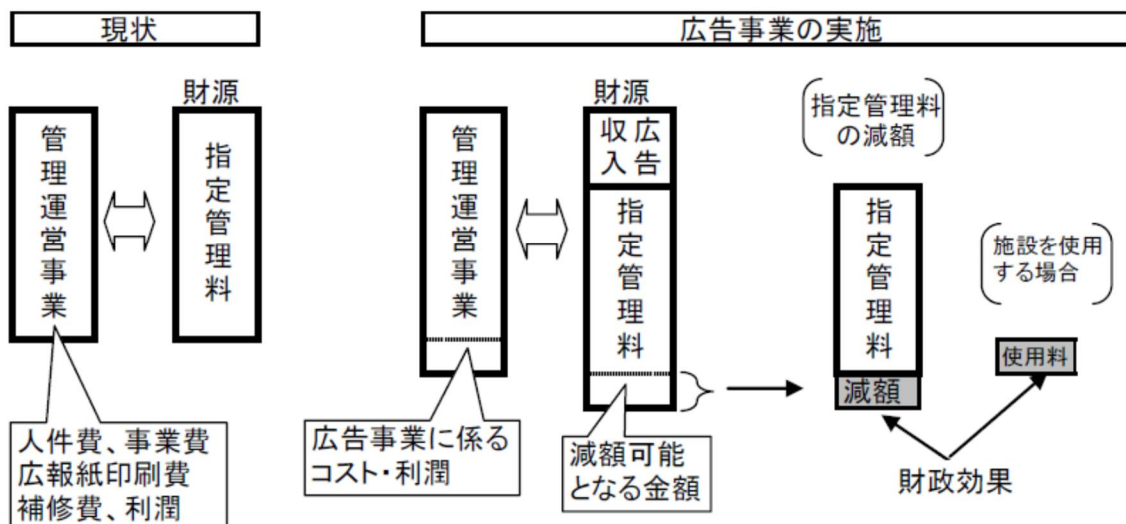 現状
広告事業の実施
財源
管理運営事業
指定管理料
人件費、事業費
広報紙印刷費
補修費、利潤
財源
管理運営事業
広告
収入
指定管理料
広告事業に係る
コスト・利潤
減額可能
となる金額
指定管理料
の減額
指定管理料
減額
施設を使用
する場合
使用料
財政効果